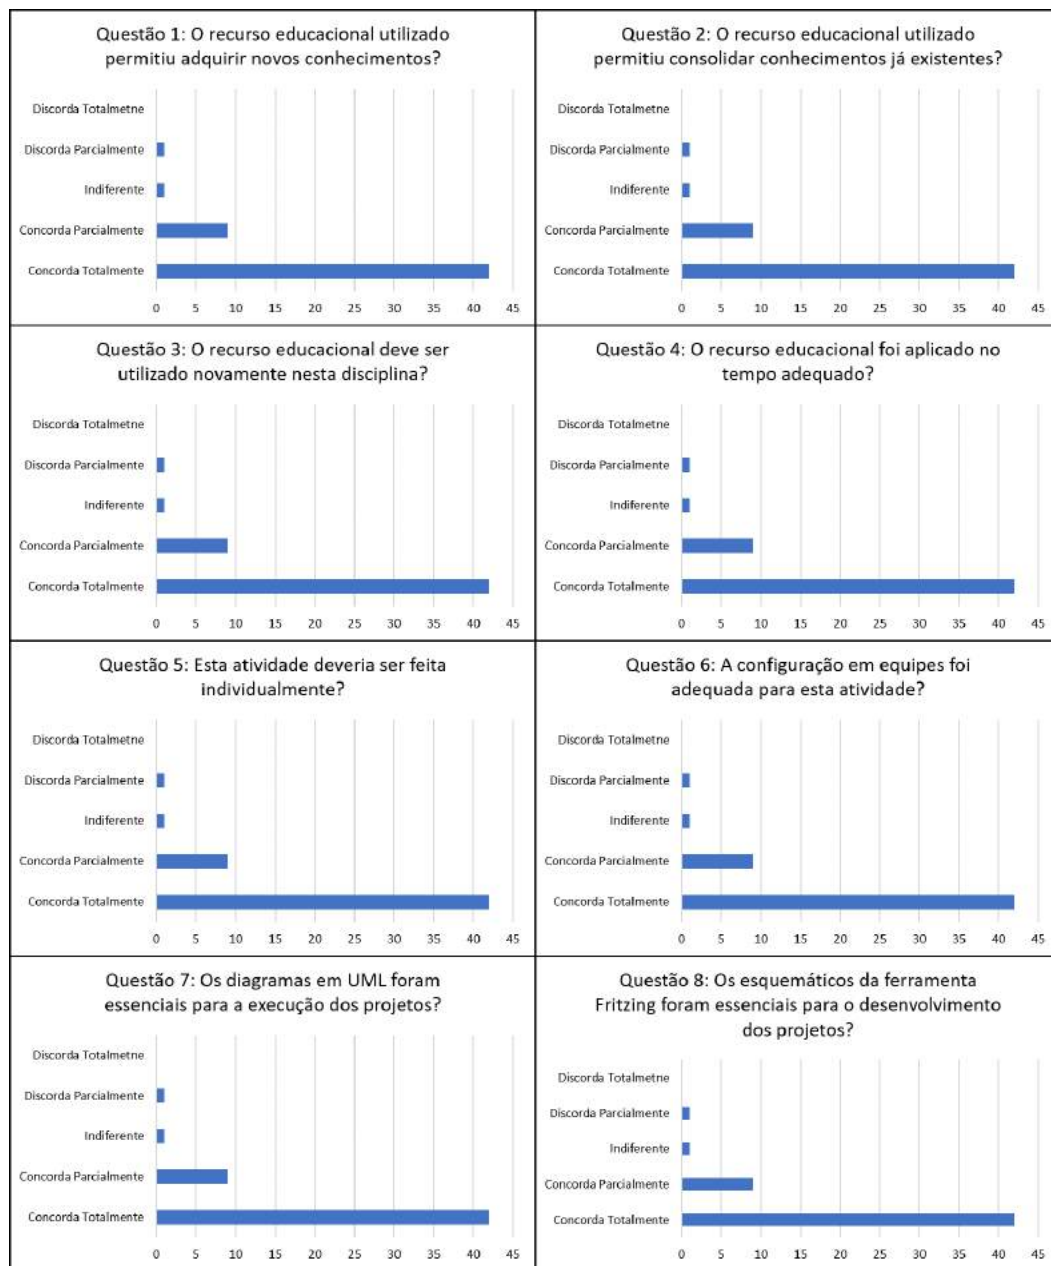 Questão 1: O recurso educacional utilizado
permitiu adquirir novos conhecimentos?
Discorda Totalmetne
Discorda Parcialmente
Indiferente
Concorda Parcialmente
Concorda Totalmente
0 5 10 15 20 25 30 35 40 45
Questão 2: O recurso educacional utilizado
permitiu consolidar conhecimentos já existentes?
Discorda Totalmetne
Discorda Parcialmente
Indiferente
Concorda Parcialmente
Concorda Totalmente
0 5 10 15 20 25 30 35 40 45
Questão 3: O recurso educacional deve ser
utilizado novamente nesta disciplina?
Discorda Totalmetne
Discorda Parcialmente
Indiferente
Concorda Parcialmente
Concorda Totalmente
0 5 10 15 20 25 30 35 40 45
Questão 4: O recurso educacional foi aplicado no
tempo adequado?
Discorda Totalmetne
Discorda Parcialmente
Indiferente
Concorda Parcialmente
Concorda Totalmente
0 5 10 15 20 25 30 35 40 45
Questão 5: Esta atividade deveria ser feita
individualmente?
Discorda Totalmetne
Discorda Parcialmente
Indiferente
Concorda Parcialmente
Concorda Totalmente
0 5 10 15 20 25 30 35 40 45
Questão 6: A configuração em equipes foi
adequada para esta atividade?
Discorda Totalmetne
Discorda Parcialmente
Indiferente
Concorda Parcialmente
Concorda Totalmente
0 5 10 15 20 25 30 35 40 45
Questão 7: Os diagramas em UML foram
essenciais para a execução dos projetos?
Discorda Totalmetne
Discorda Parcialmente
Indiferente
Concorda Parcialmente
Concorda Totalmente
0 5 10 15 20 25 30 35 40 45
Questão 8: Os esquemáticos da ferramenta
Fritzing foram essenciais para o desenvolvimento
dos projetos?
Discorda Totalmetne
Discorda Parcialmente
Indiferente
Concorda Parcialmente
Concorda Totalmente
0 5 10 15 20 25 30 35 40 45